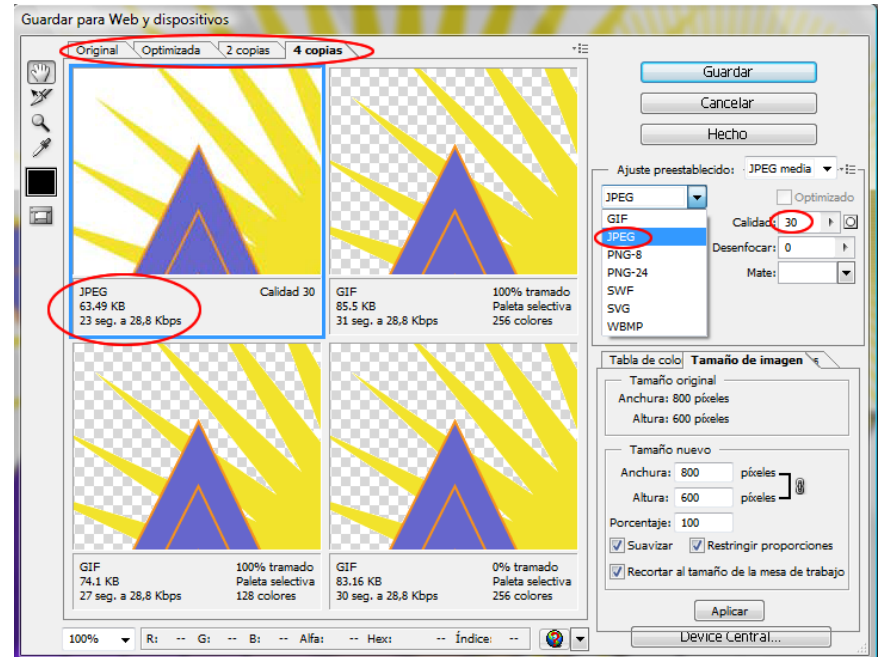 Guardar para Web y dispositivos
Original Optimizada 2 copias 4 copias
JPEG Calidad 30
63.49 KB
23 seg. a 28,8 Kbps
GIF 100% tramado
85.5 KB Paleta selectiva
31 seg. a 28,8 Kbps 256 colores
GIF 100% tramado
74.1 KB Paleta selectiva
27 seg. a 28,8 Kbps 128 colores
GIF 0% tramado
83.16 KB Paleta selectiva
30 seg. a 28,8 Kbps 256 colores
100% R: -- G: -- B: -- Alfa: -- Hex: -- Índice: --
Guardar
Cancelar
Hecho
Ajuste preestablecido: JPEG media
JPEG Optimizado
GIF
JPEG
PNG-8
PNG-24
SWF
SVG
WBMP
Calidad: 30
Desenfocar: 0
Mate:
Tabla de colo Tamaño de imagen s
Tamaño original
Anchura: 800 píxeles
Altura: 600 píxeles
Tamaño nuevo
Anchura: 800 píxeles
Altura: 600 píxeles
Porcentaje: 100
Suavizar Restringir proporciones
Recortar al tamaño de la mesa de trabajo
Aplicar
Device Central...